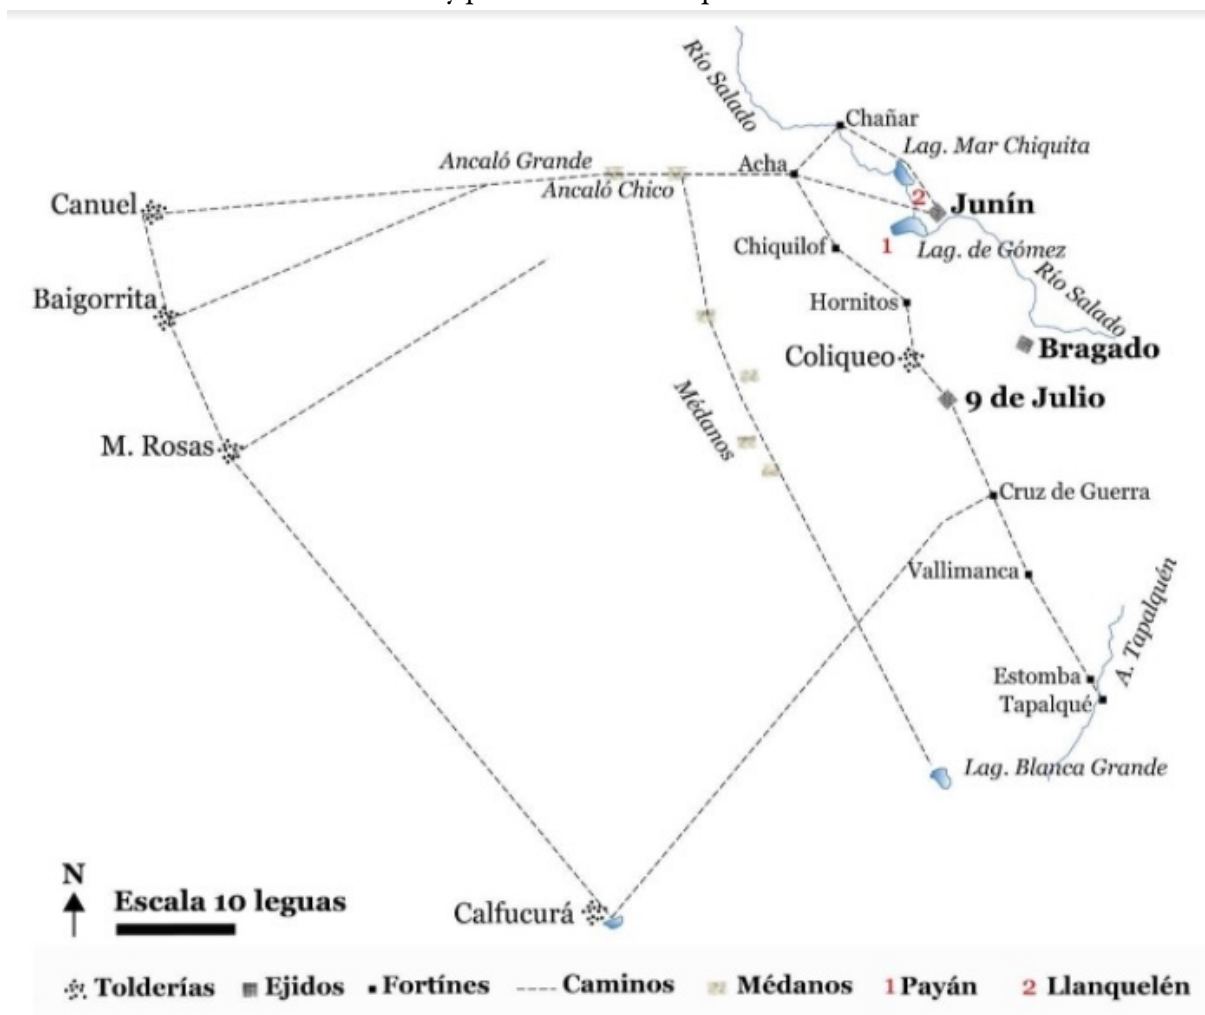 Río Salado
Chañar
Lag. Mar Chiquita
Ancaló Grande
Acha
Ancaló Chico
Canuel
2
Junín
Chiquilof
1
Lag. de Gómez
Río Salado
Baigorrita
Hornitos
Bragado
Coliqueo
9 de Julio
Médanos
M. Rosas
Cruz de Guerra
Vallimanca
A. Tapalquén
Estomba
Tapalqué
Lag. Blanca Grande
N
Escala 10 leguas
Calfucurá
Tolderías Ejidos Fortínes Caminos Médanos 1 Payán 2 Llanquelén